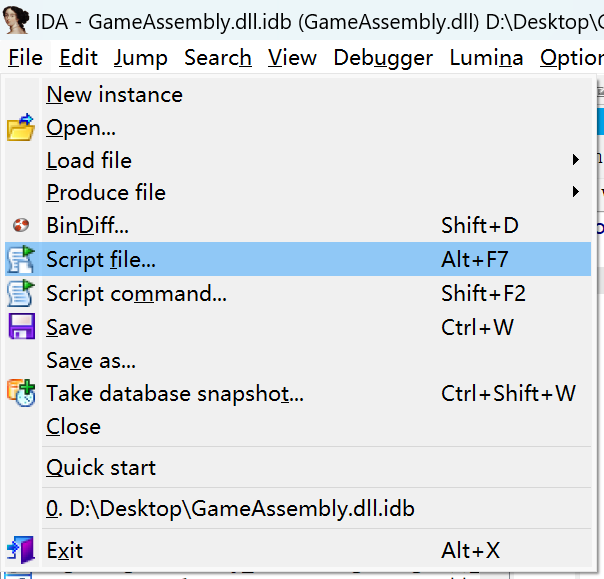 IDA - GameAssembly.dll.idb (GameAssembly.dll) D:\Desktop\
File Edit Jump Search View Debugger Lumina Option
New instance
Open...
Load file
Produce file
BinDiff... Shift+D
Script file... Alt+F7
Script command... Shift+F2
Save Ctrl+W
Save as...
Take database snapshot... Ctrl+Shift+W
Close
Quick start
0. D:\Desktop\GameAssembly.dll.idb
Exit Alt+X